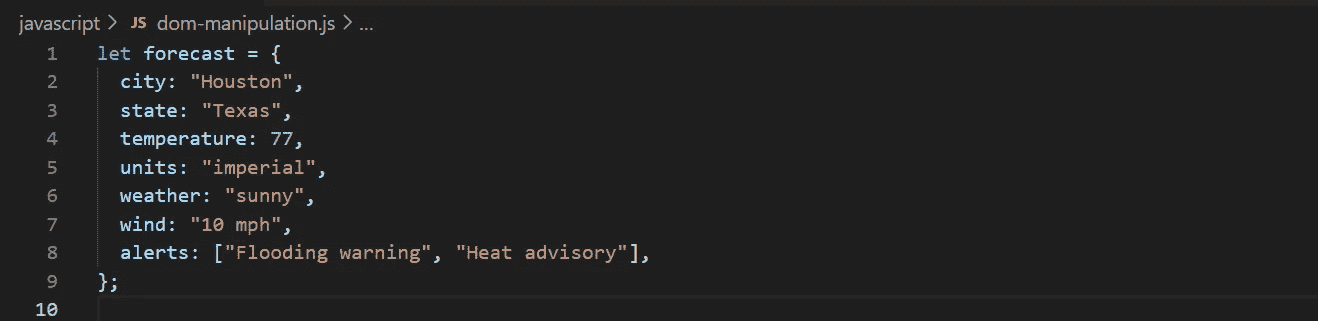 javascript > JS dom-manipulation.js > ...
1 let forecast = {
2 city: "Houston",
3 state: "Texas",
4 temperature: 77,
5 units: "imperial",
6 weather: "sunny",
7 wind: "10 mph",
8 alerts: ["Flooding warning", "Heat advisory"],
9 };
10